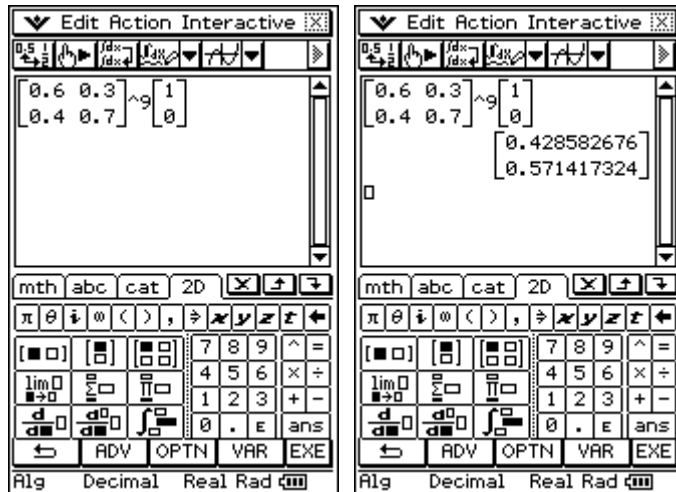 Edit Action Interactive
[0.6 0.3
0.4 0.7]^9[1
0]
mth abc cat 2D
π θ i ∞ ( ) , ⇒ x y z t
7 8 9 ^ =
lim 4 5 6 × ÷
Σ Π 1 2 3 + -
d/d d/d ∫ 0 . E ans
ADV OPTN VAR EXE
Alg Decimal Real Rad
Edit Action Interactive
[0.6 0.3
0.4 0.7]^9[1
0]
[0.428582676
0.571417324]
mth abc cat 2D
π θ i ∞ ( ) , ⇒ x y z t
7 8 9 ^ =
lim 4 5 6 × ÷
Σ Π 1 2 3 + -
d/d d/d ∫ 0 . E ans
ADV OPTN VAR EXE
Alg Decimal Real Rad